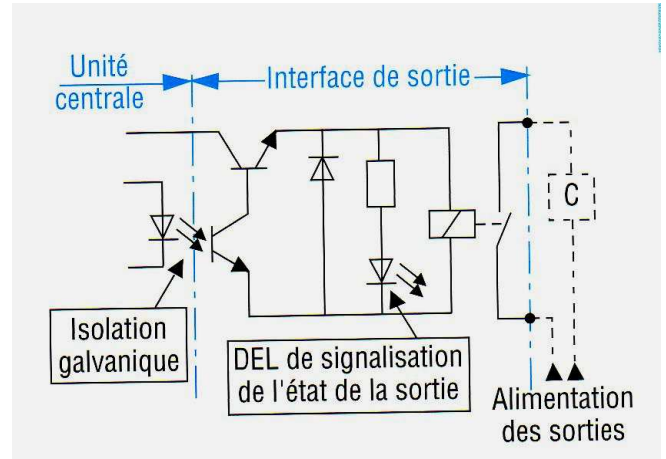 Unité
centrale
Interface de sortie
C
Isolation
galvanique
DEL de signalisation
de l'état de la sortie
Alimentation
des sorties